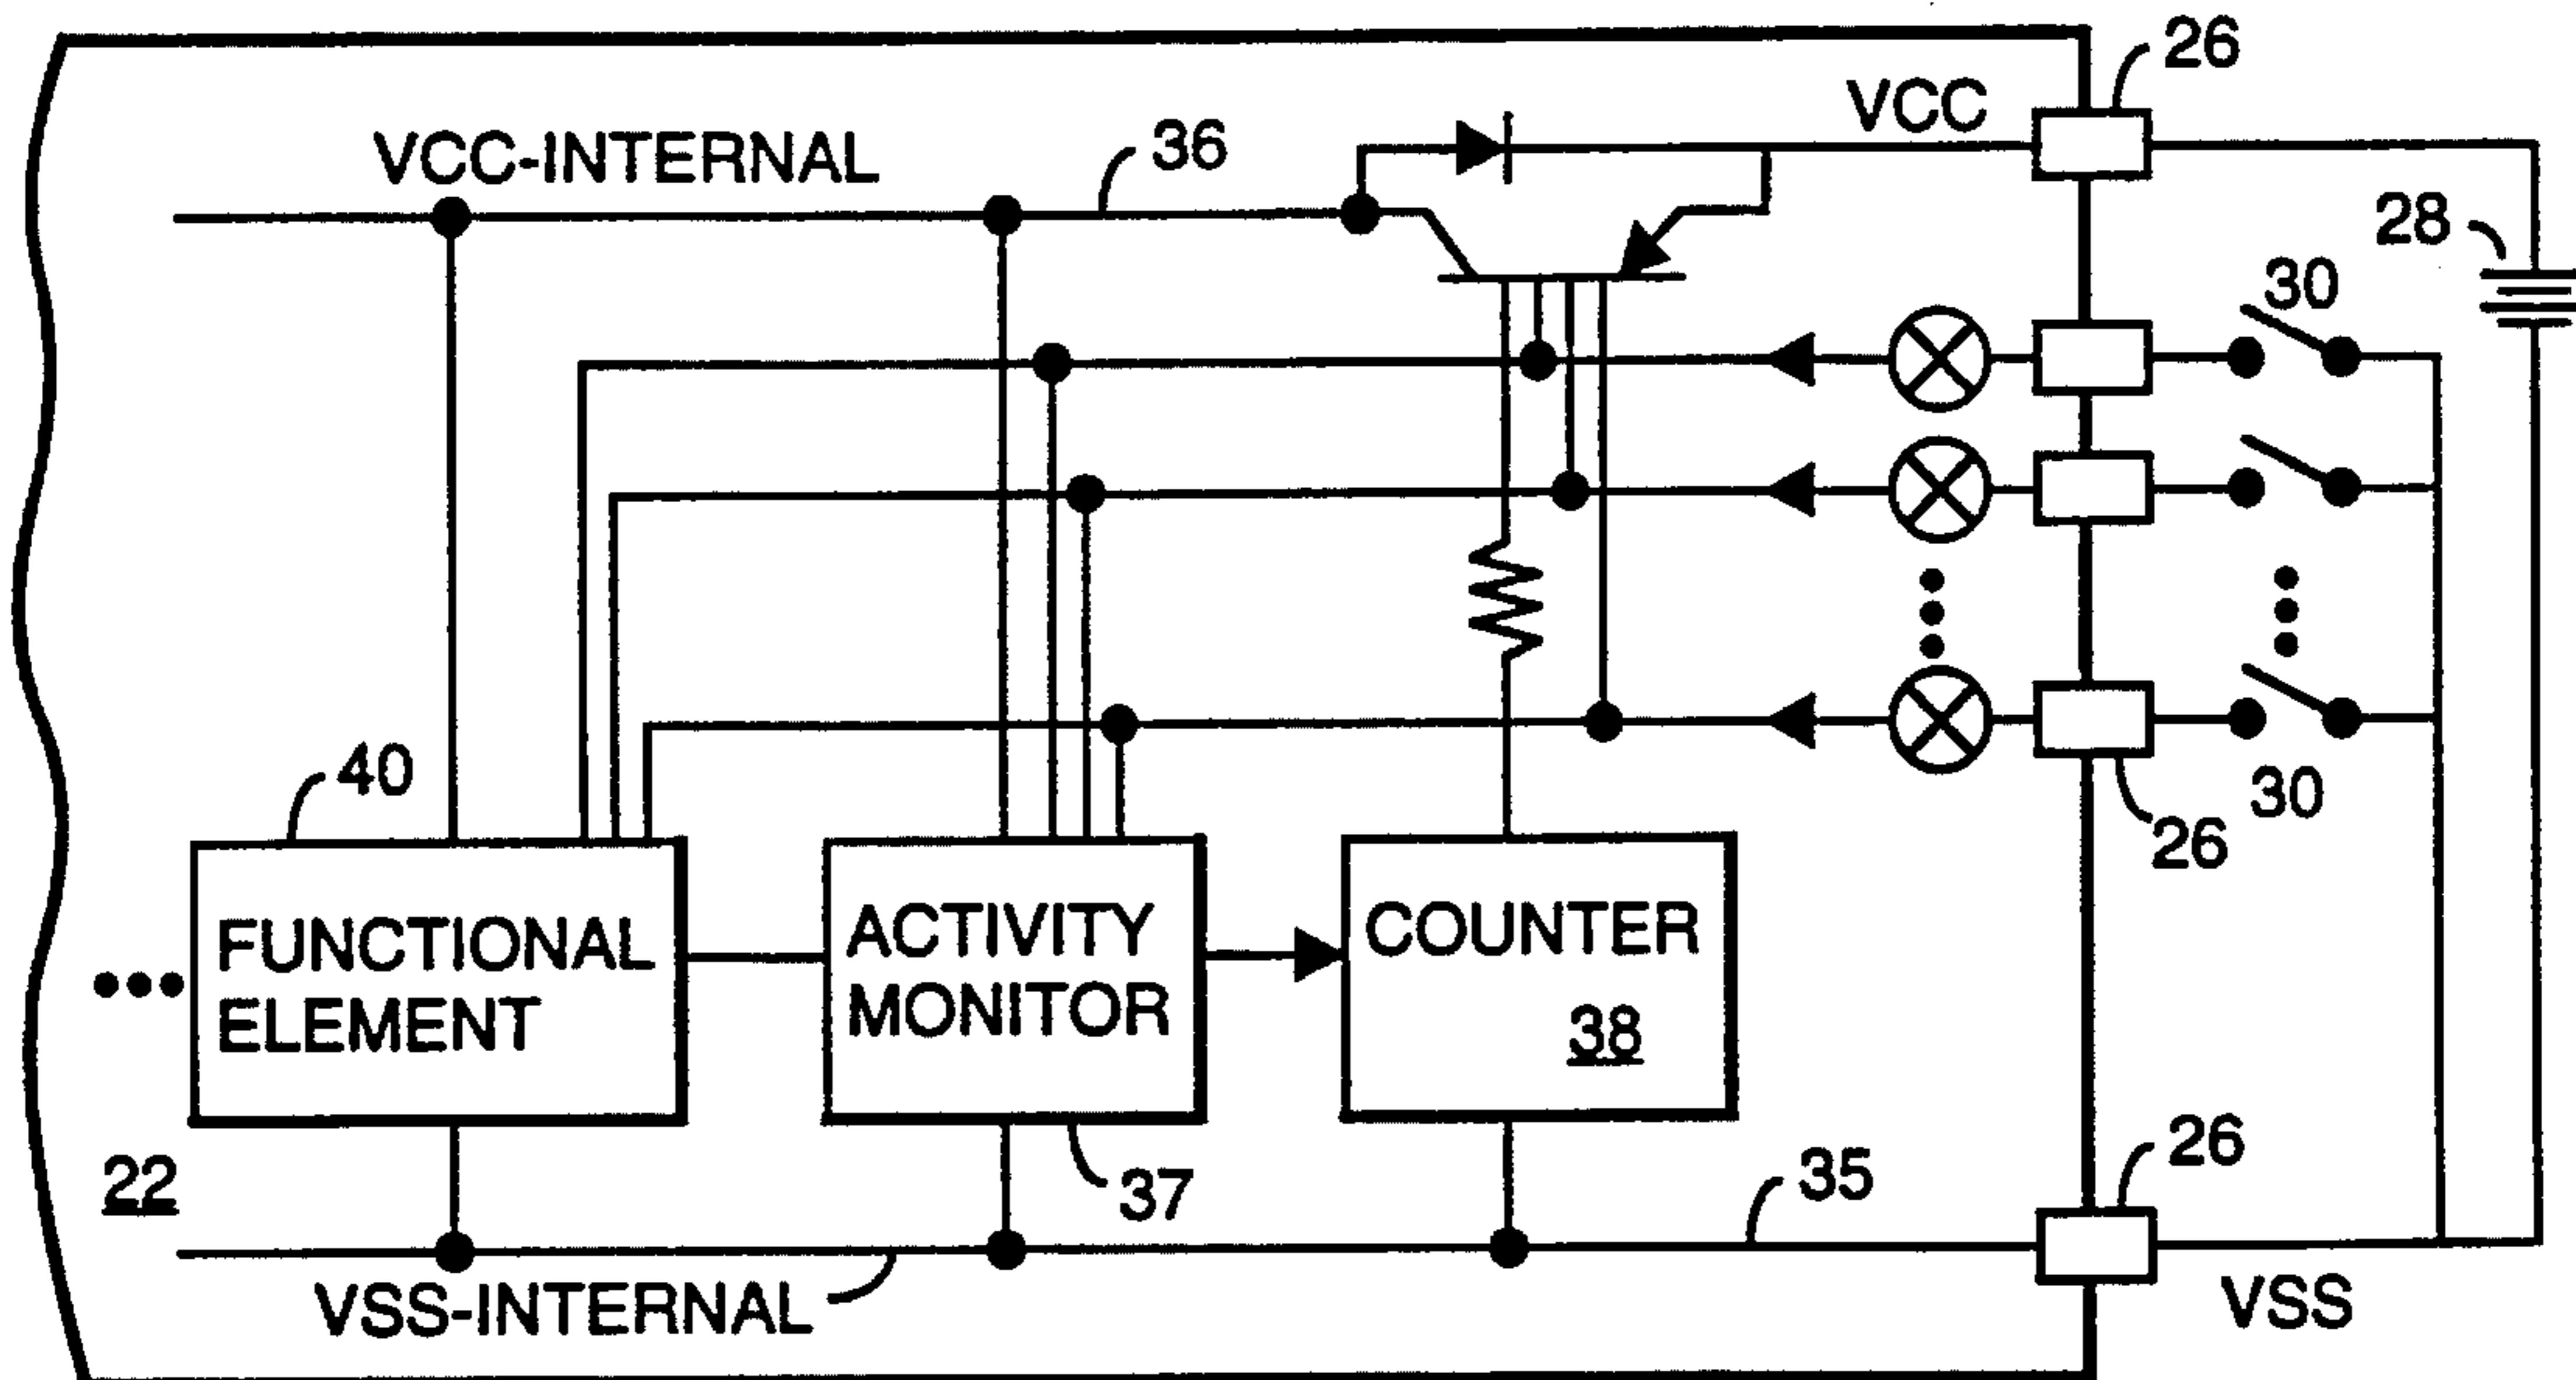 26
VCC
VCC-INTERNAL
36
28
30
40
30
26
FUNCTIONAL
ELEMENT
ACTIVITY
MONITOR
COUNTER
38
22
37
35
26
VSS-INTERNAL
VSS